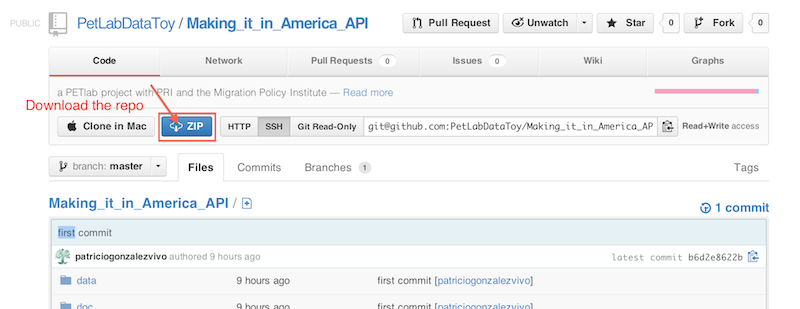 PUBLIC PetLabDataToy / Making_it_in_America_API Pull Request Unwatch Star 0 Fork 0
Code Network Pull Requests 0 Issues 0 Wiki Graphs
a PETlab project with PRI and the Migration Policy Institute — Read more
Download the repo
Clone in Mac ZIP HTTP SSH Git Read-Only git@github.com:PetLabDataToy/Making_it_in_America_AP Read+Write access
branch: master Files Commits Branches 1 Tags
Making_it_in_America_API / 1 commit
first commit
patriciogonzalezvivo authored 9 hours ago latest commit b6d2e8622b
data 9 hours ago first commit [patriciogonzalezvivo]
doc 9 hours ago first commit [patriciogonzalezvivo]